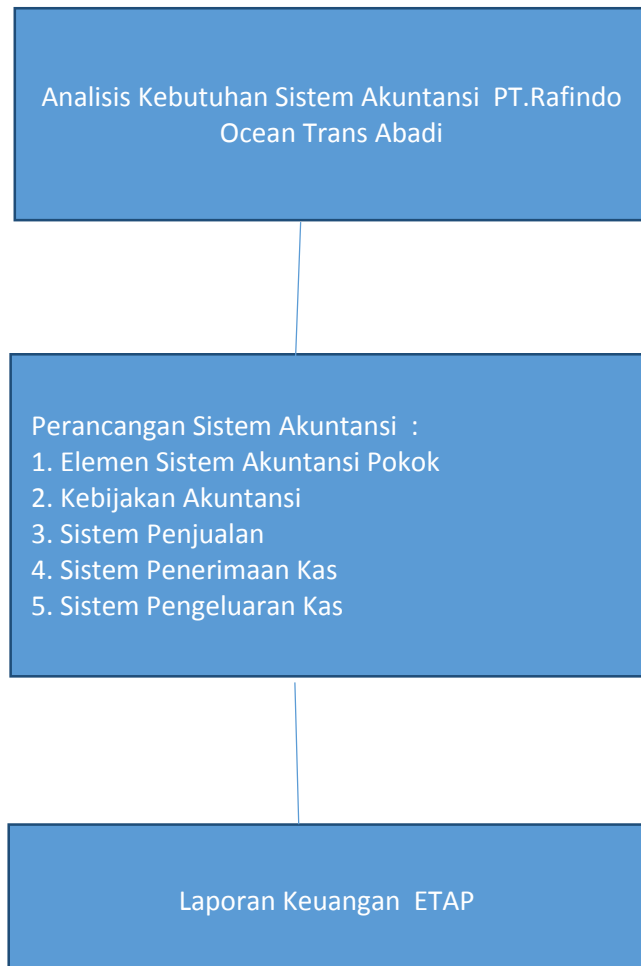 Analisis Kebutuhan Sistem Akuntansi  PT.Rafindo
Ocean Trans Abadi
Perancangan Sistem Akuntansi  :
1. Elemen Sistem Akuntansi Pokok
2. Kebijakan Akuntansi
3. Sistem Penjualan
4. Sistem Penerimaan Kas
5. Sistem Pengeluaran Kas
Laporan Keuangan  ETAP